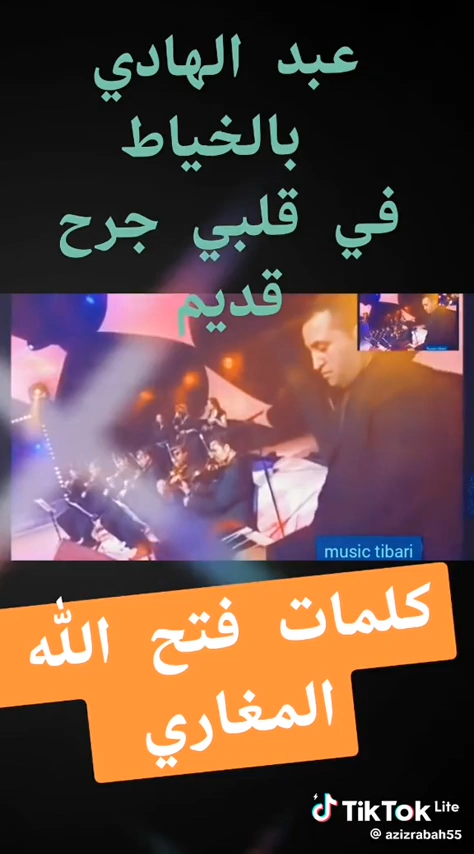 عبد الهادي
بالخياط
في قلبي جرح
قديم
music tibari
كلمات فتح الله
المغاري
TikTok Lite
@ azizrabah55